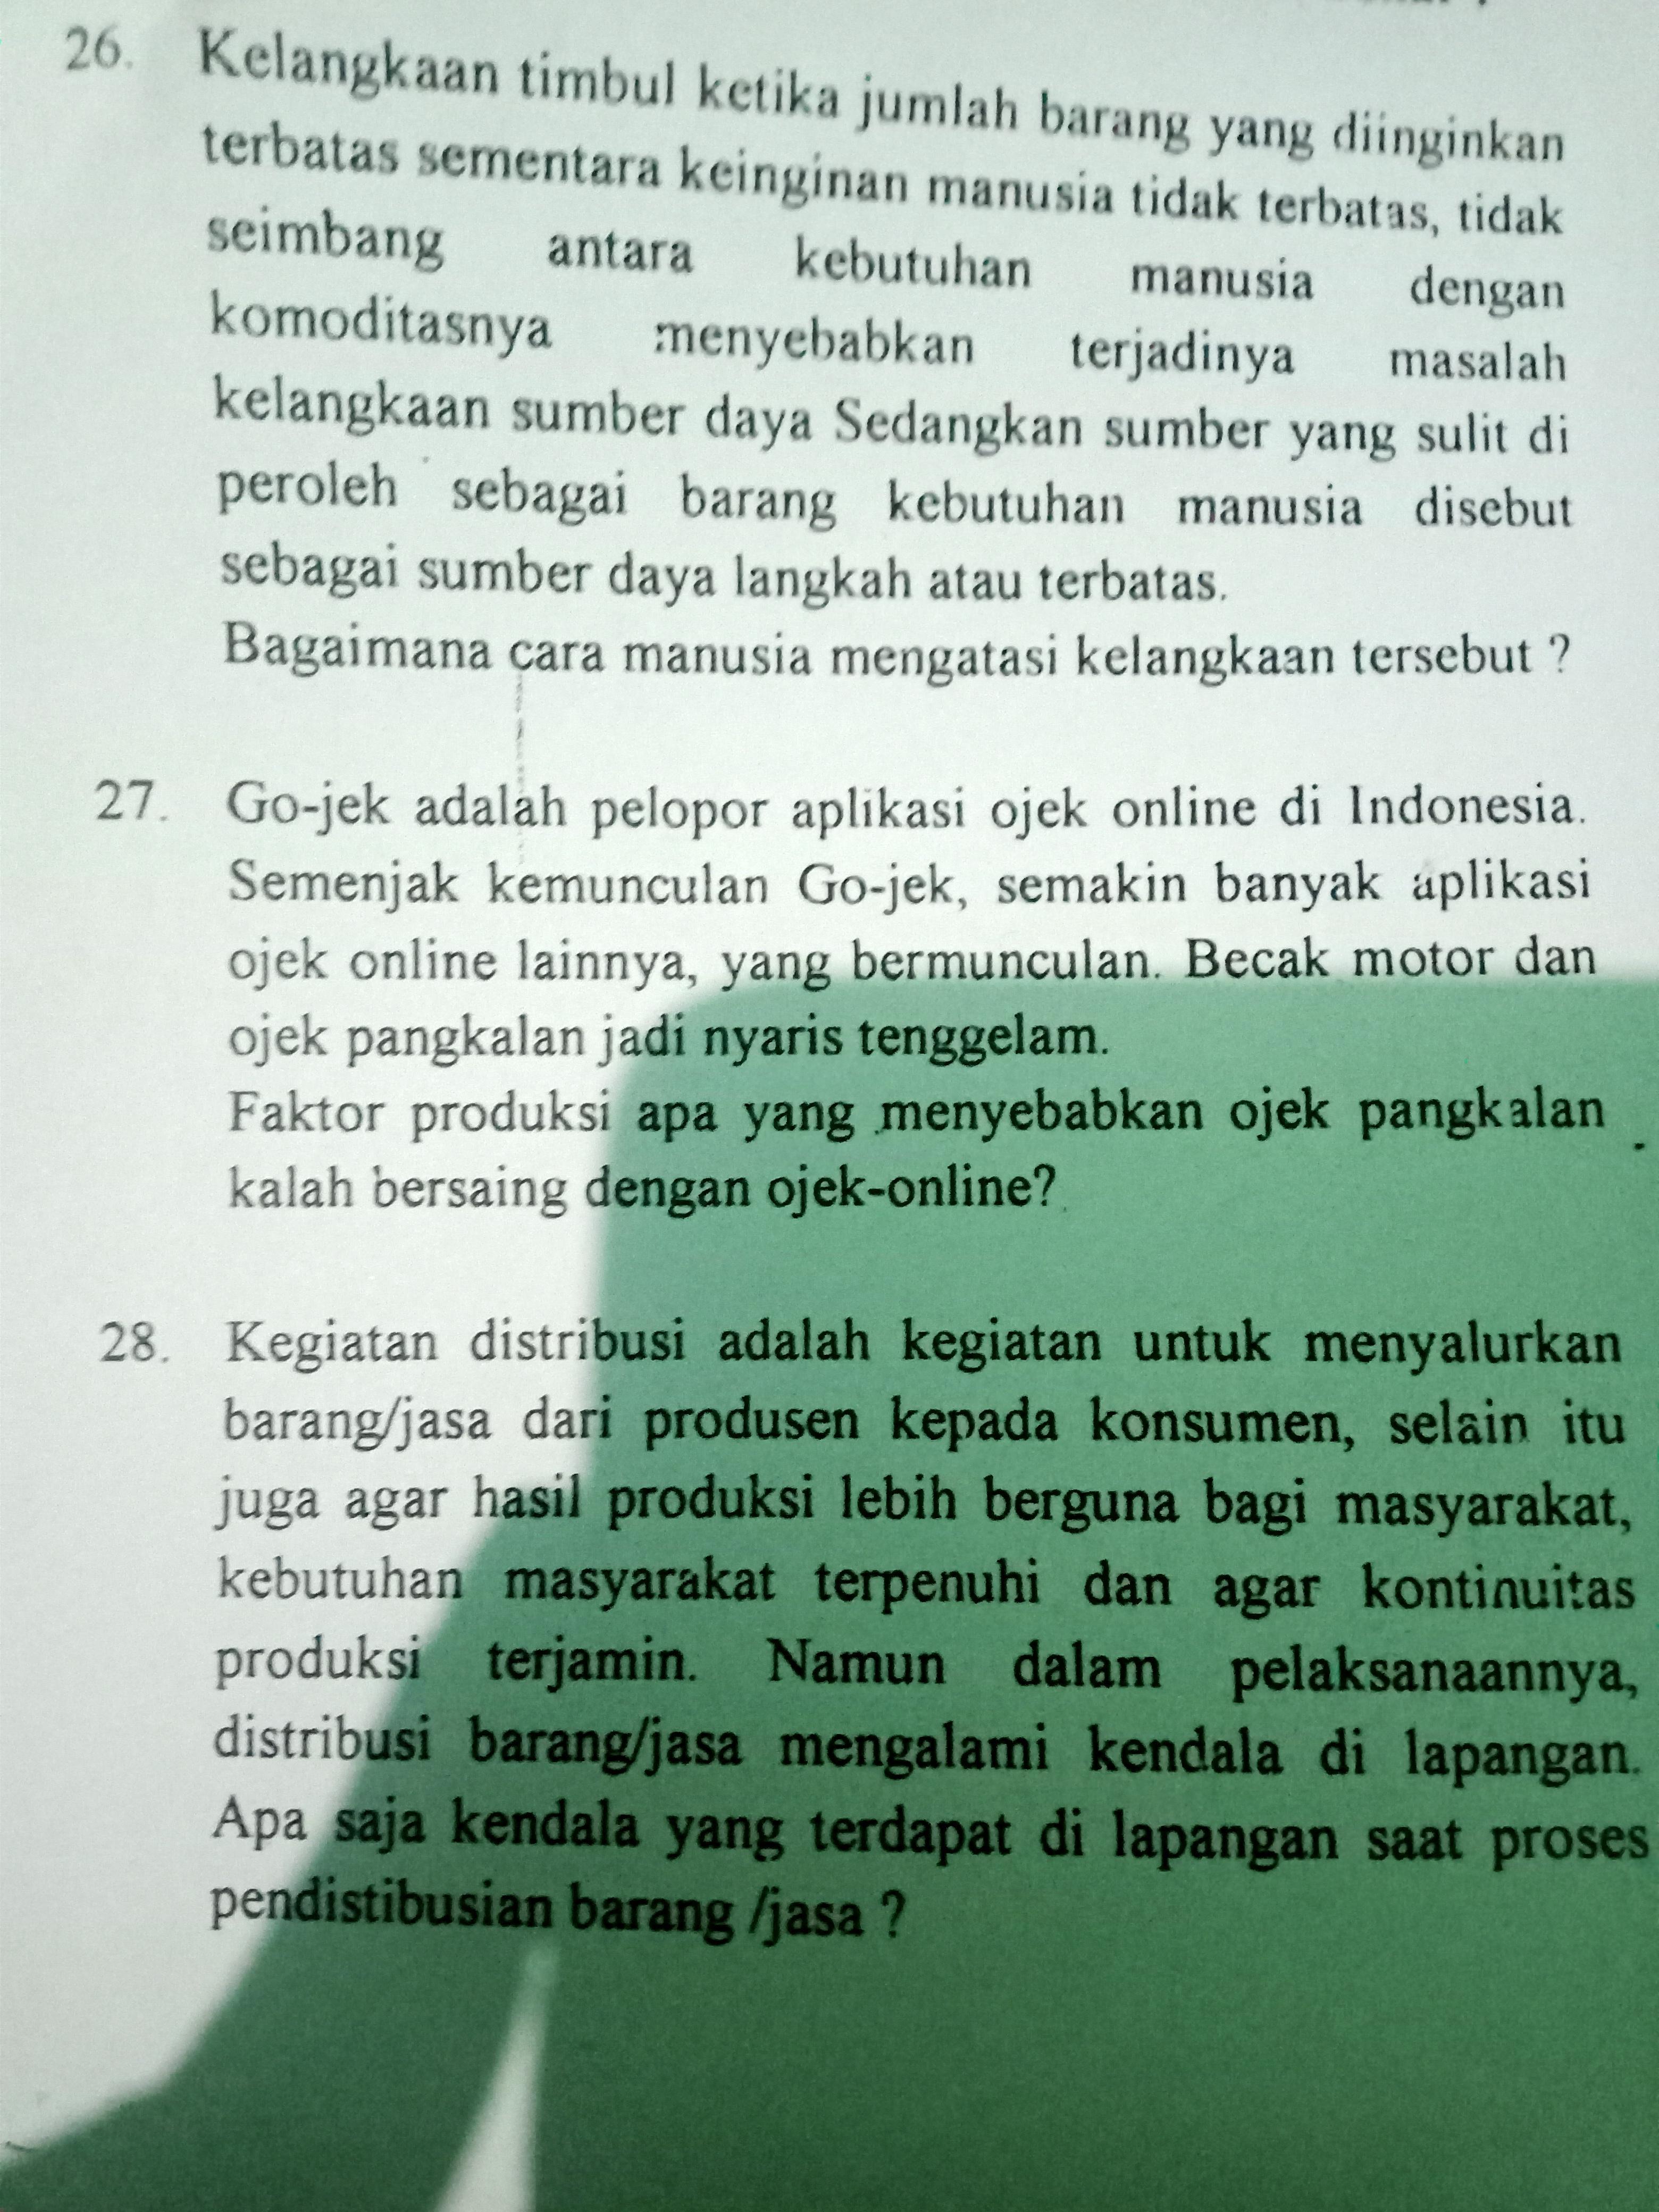 26. Kelangkaan timbul ketika jumlah barang yang diinginkan
terbatas sementara keinginan manusia tidak terbatas, tidak
seimbang antara kebutuhan manusia dengan
komoditasnya menyebabkan terjadinya masalah
kelangkaan sumber daya Sedangkan sumber yang sulit di
peroleh sebagai barang kebutuhan manusia disebut
sebagai sumber daya langkah atau terbatas.
Bagaimana cara manusia mengatasi kelangkaan tersebut ?
27. Go-jek adalah pelopor aplikasi ojek online di Indonesia.
Semenjak kemunculan Go-jek, semakin banyak aplikasi
ojek online lainnya, yang bermunculan. Becak motor dan
ojek pangkalan jadi nyaris tenggelam.
Faktor produksi apa yang menyebabkan ojek pangkalan
kalah bersaing dengan ojek-online?
28. Kegiatan distribusi adalah kegiatan untuk menyalurkan
barang/jasa dari produsen kepada konsumen, selain itu
juga agar hasil produksi lebih berguna bagi masyarakat,
kebutuhan masyarakat terpenuhi dan agar kontinuitas
produksi terjamin. Namun dalam pelaksanaannya,
distribusi barang/jasa mengalami kendala di lapangan.
Apa saja kendala yang terdapat di lapangan saat proses
pendistibusian barang /jasa ?